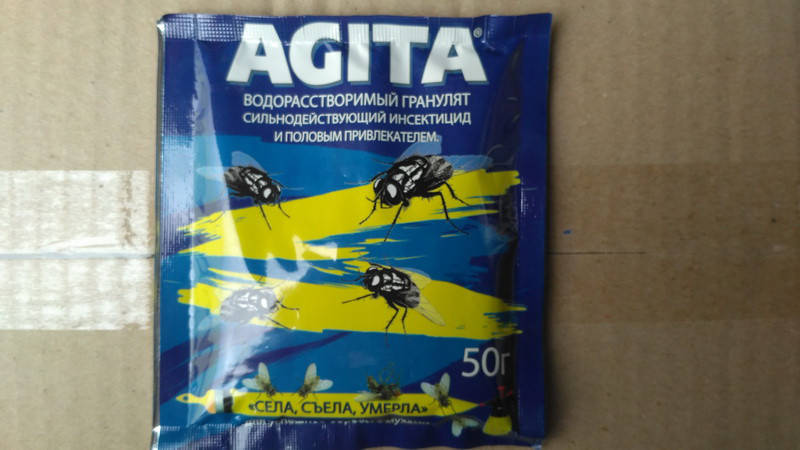 AGITA®
ВОДОРАССТВОРИМЫЙ ГРАНУЛЯТ
СИЛЬНОДЕЙСТВУЮЩИЙ ИНСЕКТИЦИД
И ПОЛОВЫМ ПРИВЛЕКАТЕЛЕМ.
50г
«СЕЛА, СЪЕЛА, УМЕРЛА»